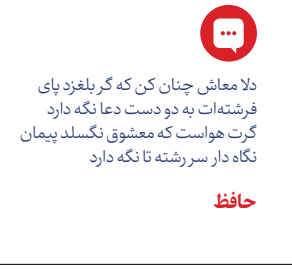 دلا معاش چنان کن که گر بلغزد پای
فرشته‌ات به دو دست دعا نگه دارد
گرت هواست که معشوق نگسلد پیمان
نگاه دار سر رشته تا نگه دارد
حافظ